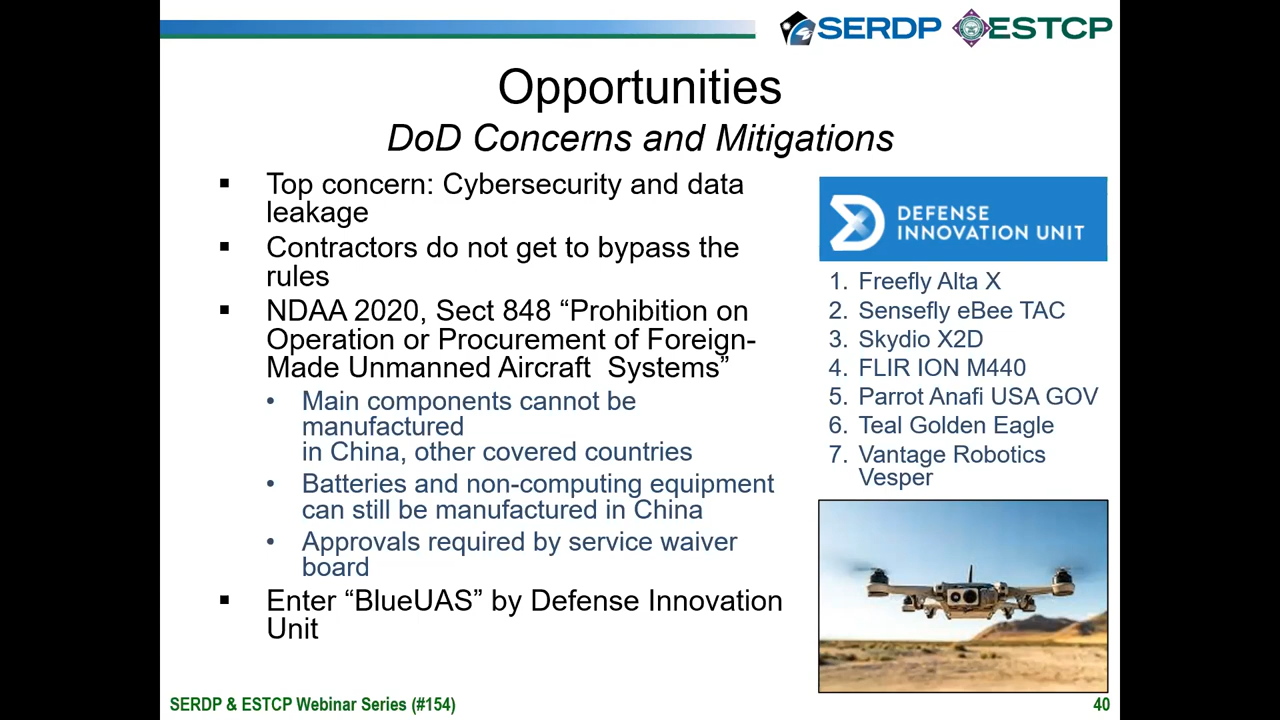 SERDP ESTCP
Opportunities
DoD Concerns and Mitigations
▪ Top concern: Cybersecurity and data
leakage
▪ Contractors do not get to bypass the
rules
▪ NDAA 2020, Sect 848 “Prohibition on
Operation or Procurement of Foreign-
Made Unmanned Aircraft  Systems”
• Main components cannot be
manufactured
in China, other covered countries
• Batteries and non-computing equipment
can still be manufactured in China
• Approvals required by service waiver
board
▪ Enter “BlueUAS” by Defense Innovation
Unit
DEFENSE
INNOVATION UNIT
1. Freefly Alta X
2. Sensefly eBee TAC
3. Skydio X2D
4. FLIR ION M440
5. Parrot Anafi USA GOV
6. Teal Golden Eagle
7. Vantage Robotics
Vesper
SERDP & ESTCP Webinar Series (#154)
40